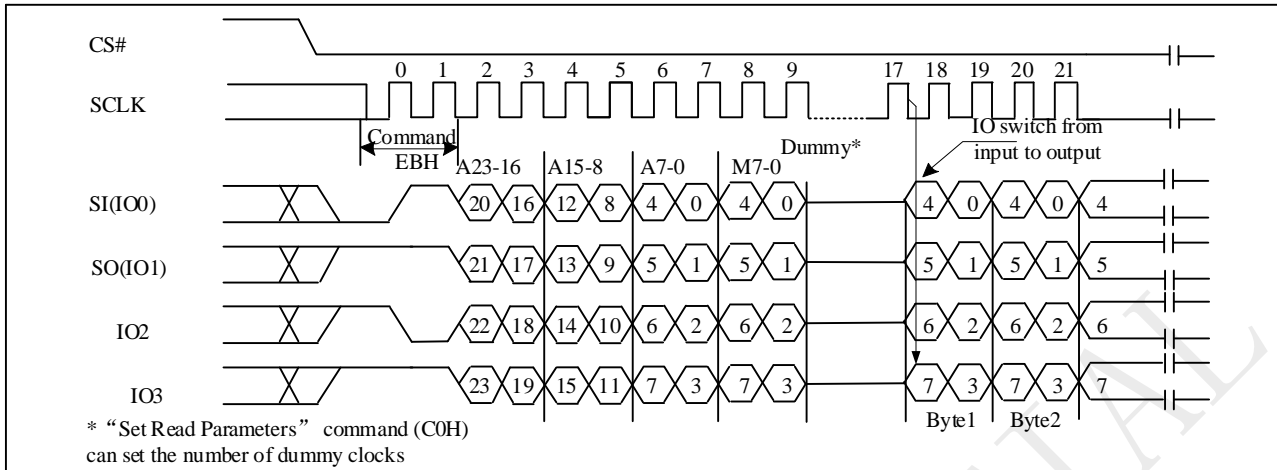 CS#
0 1 2 3 4 5 6 7 8 9 17 18 19 20 21
SCLK
Command
EBH
Dummy*
IO switch from
input to output
A23-16 A15-8 A7-0 M7-0
SI(IO0) 20 16 12 8 4 0 4 0 4 0 4 0 4
SO(IO1) 21 17 13 9 5 1 5 1 5 1 5 1 5
IO2 22 18 14 10 6 2 6 2 6 2 6 2 6
IO3 23 19 15 11 7 3 7 3 7 3 7 3 7
Byte1 Byte2
* “Set Read Parameters” command (C0H)
can set the number of dummy clocks
IAL